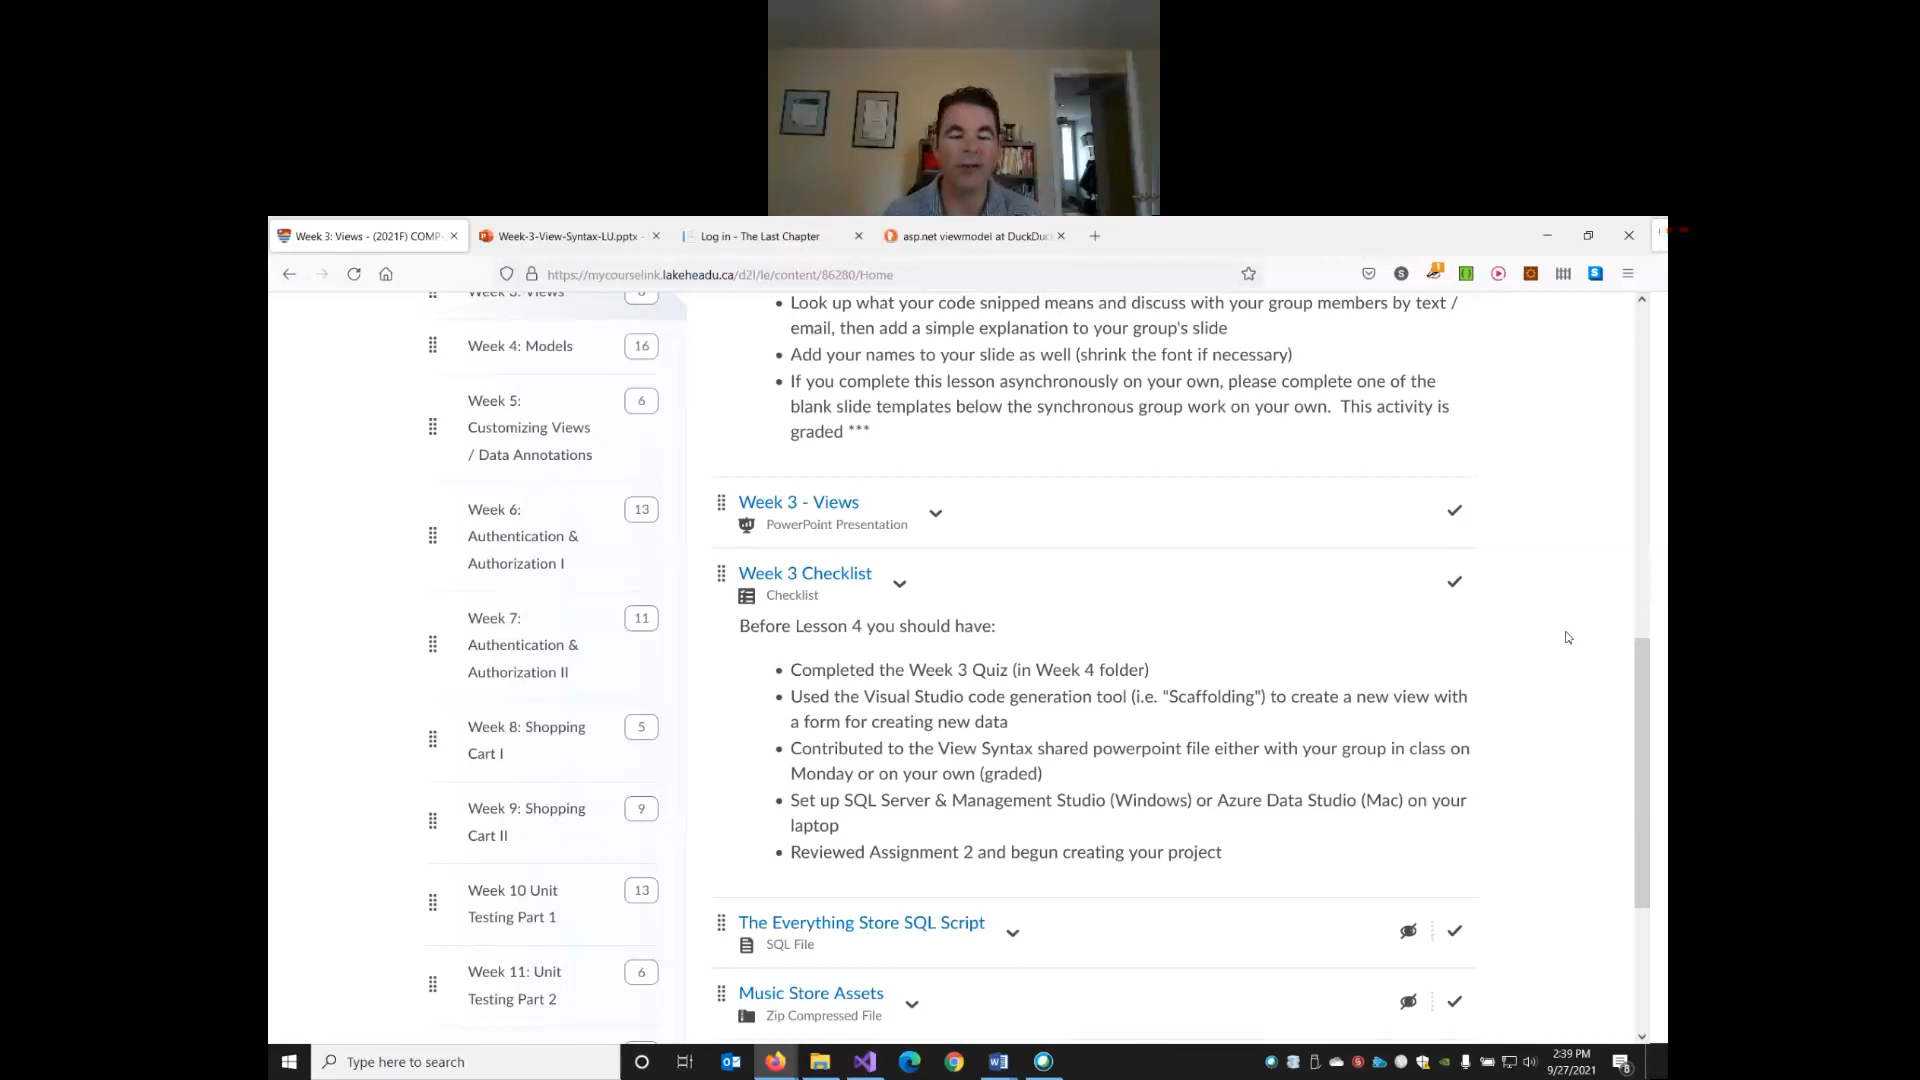 Week 3: Views - (2021F) COMP-
Week-3-View-Syntax-LU.pptx -
Log in - The Last Chapter
asp.net viewmodel at DuckDuc
https://mycourselink.lakeheadu.ca/d2l/le/content/86280/Home
Week 3: Views
Week 4: Models
16
Week 5:
6
Customizing Views
/ Data Annotations
Week 6:
13
Authentication &
Authorization I
Week 7:
11
Authentication &
Authorization II
Week 8: Shopping
5
Cart I
Week 9: Shopping
9
Cart II
Week 10 Unit
13
Testing Part 1
Week 11: Unit
6
Testing Part 2
• Look up what your code snipped means and discuss with your group members by text /
email, then add a simple explanation to your group's slide
• Add your names to your slide as well (shrink the font if necessary)
• If you complete this lesson asynchronously on your own, please complete one of the
blank slide templates below the synchronous group work on your own. This activity is
graded ***
Week 3 - Views
PowerPoint Presentation
Week 3 Checklist
Checklist
Before Lesson 4 you should have:
• Completed the Week 3 Quiz (in Week 4 folder)
• Used the Visual Studio code generation tool (i.e. "Scaffolding") to create a new view with
a form for creating new data
• Contributed to the View Syntax shared powerpoint file either with your group in class on
Monday or on your own (graded)
• Set up SQL Server & Management Studio (Windows) or Azure Data Studio (Mac) on your
laptop
• Reviewed Assignment 2 and begun creating your project
The Everything Store SQL Script
SQL File
Music Store Assets
Zip Compressed File
Type here to search
2:39 PM
9/27/2021
8